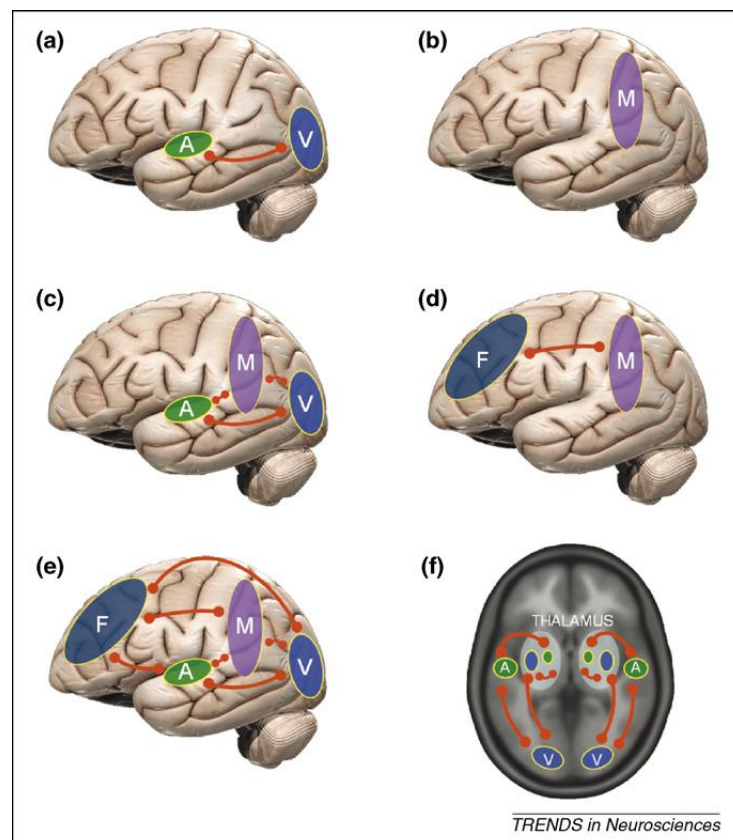 (a)
A
V
(b)
M
(c)
M
A
V
(d)
F
M
(e)
F
M
A
V
(f)
THALAMUS
A
A
V
V
TRENDS in Neurosciences